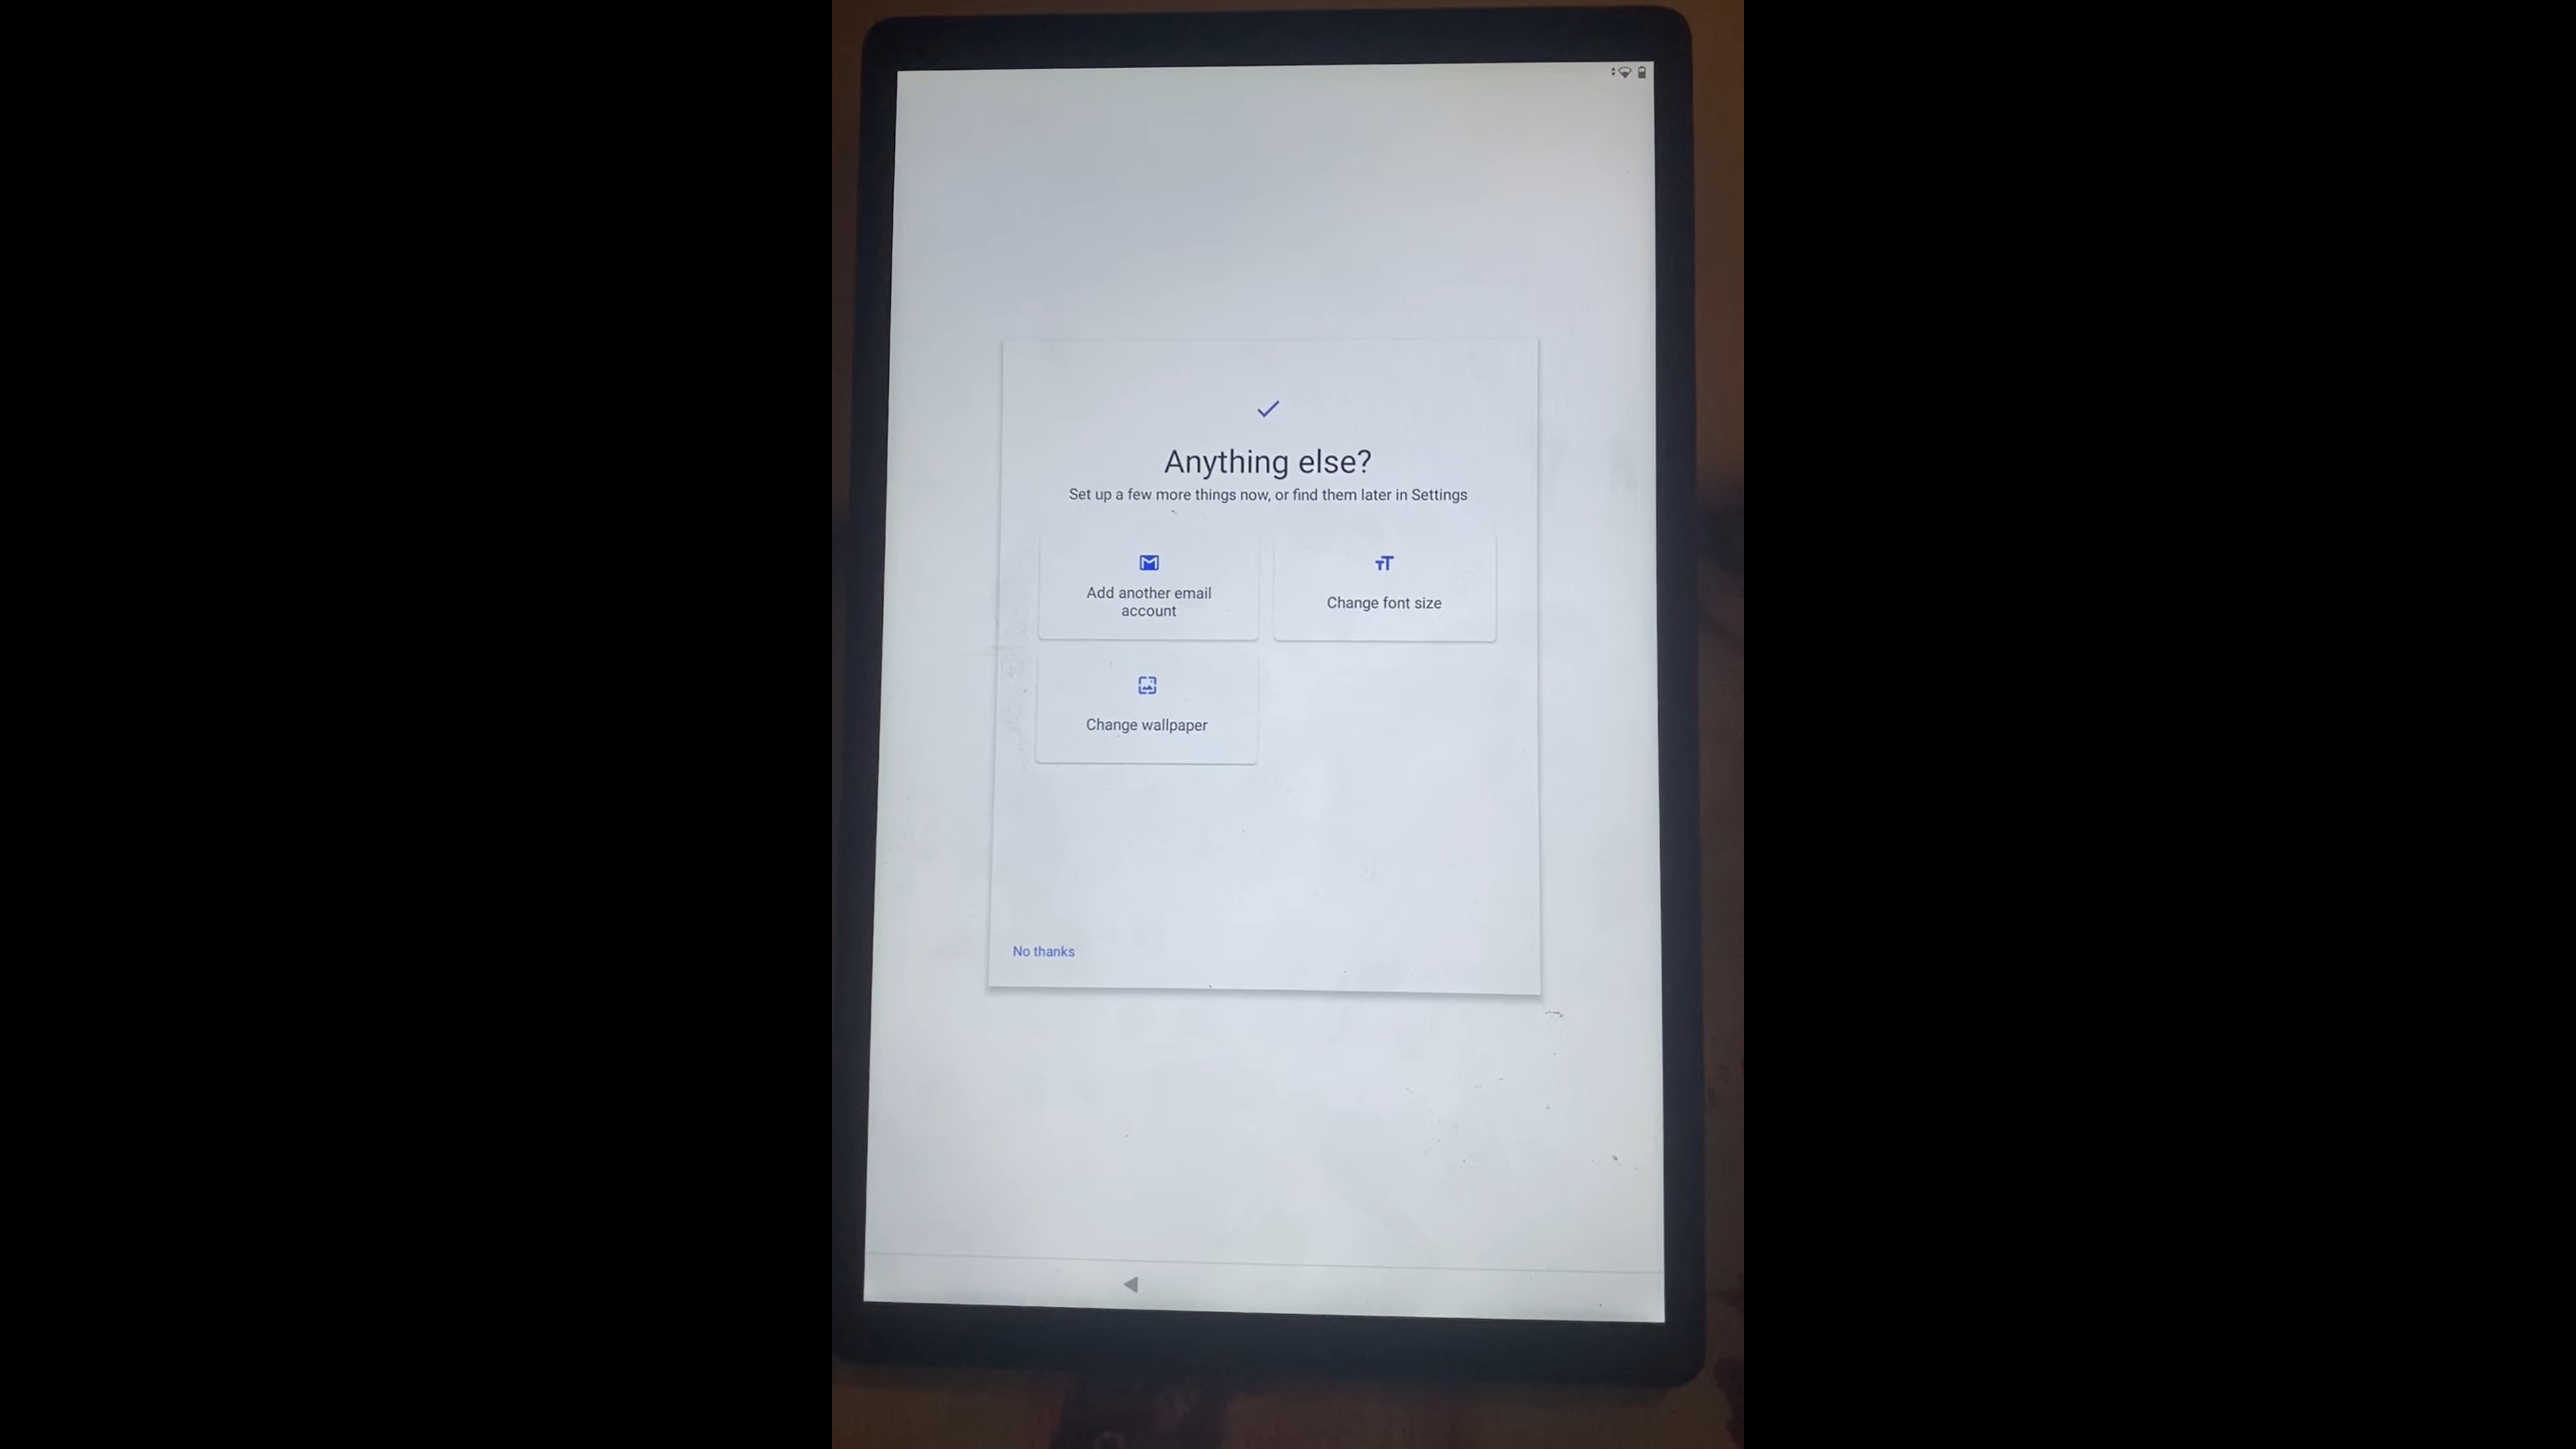 Anything else?
Set up a few more things now, or find them later in Settings
Add another email
account
Change font size
Change wallpaper
No thanks